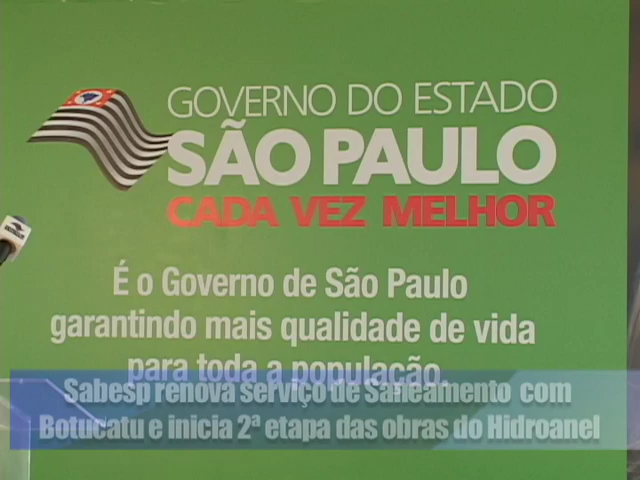 GOVERNO DO ESTADO
SÃO PAULO
CADA VEZ MELHOR
É o Governo de São Paulo
garantindo mais qualidade de vida
para toda a população.
Sabesp renova serviço de Saneamento com
Botucatu e inicia 2ª etapa das obras do Hidroanel